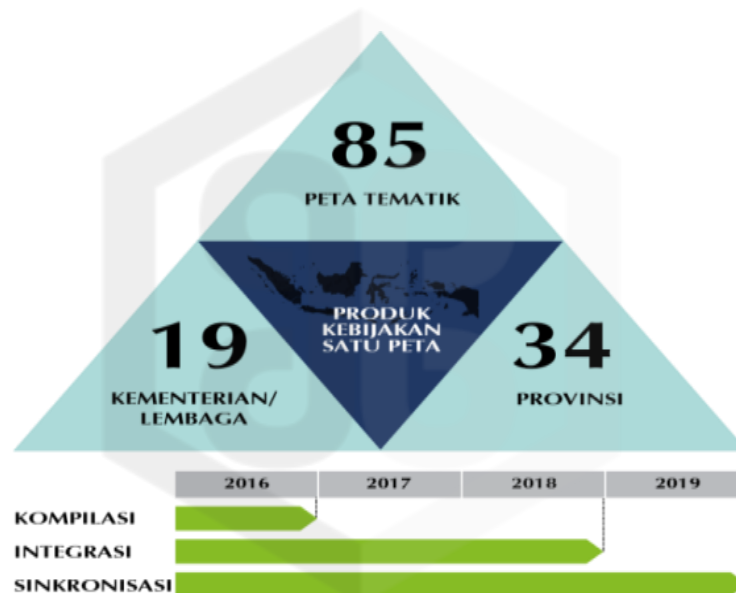 85
PETA TEMATIK
PRODUK
KEBIJAKAN
SATU PETA
19
KEMENTERIAN/
LEMBAGA
34
PROVINSI
2016 2017 2018 2019
KOMPILASI
INTEGRASI
SINKRONISASI